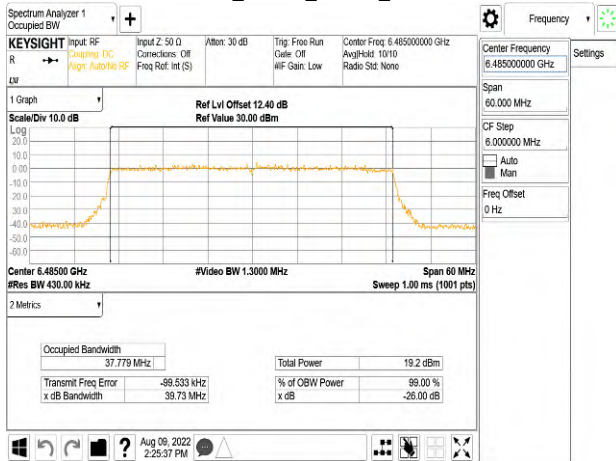 Spectrum Analyzer 1
Occupied BW
Frequency
KEYSIGHT
R
Input: RF
Coupling: DC
Align: Auto/No RF
Input Z: 50 Ω
Corrections: Off
Freq Ref: Int (S)
Atten: 30 dB
Trig: Free Run
Gate: Off
#IF Gain: Low
Center Freq: 6.485000000 GHz
Avg|Hold: 10/10
Radio Std: None
Center Frequency
6.485000000 GHz
Settings
Span
60.000 MHz
CF Step
6.000000 MHz
Auto
Man
Freq Offset
0 Hz
1 Graph
Scale/Div 10.0 dB
Ref Lvl Offset 12.40 dB
Ref Value 30.00 dBm
Log
20.0
10.0
0.00
-10.0
-20.0
-30.0
-40.0
-50.0
-60.0
Center 6.48500 GHz
#Res BW 430.00 kHz
#Video BW 1.3000 MHz
Span 60 MHz
Sweep 1.00 ms (1001 pts)
2 Metrics
Occupied Bandwidth
37.779 MHz
Total Power 19.2 dBm
Transmit Freq Error -99.533 kHz
% of OBW Power 99.00 %
x dB Bandwidth 39.73 MHz
x dB -26.00 dB
?
Aug 09, 2022
2:25:37 PM